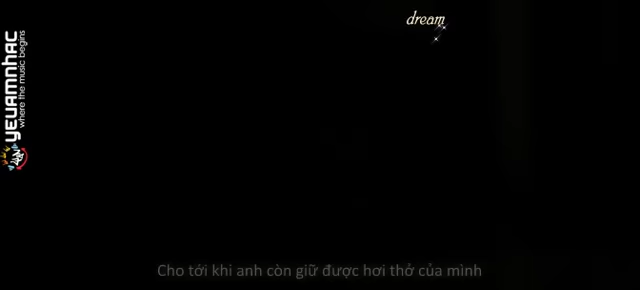 dream
YEUAMNHAC
where the music begins
Cho tới khi anh còn giữ được hơi thở của mình